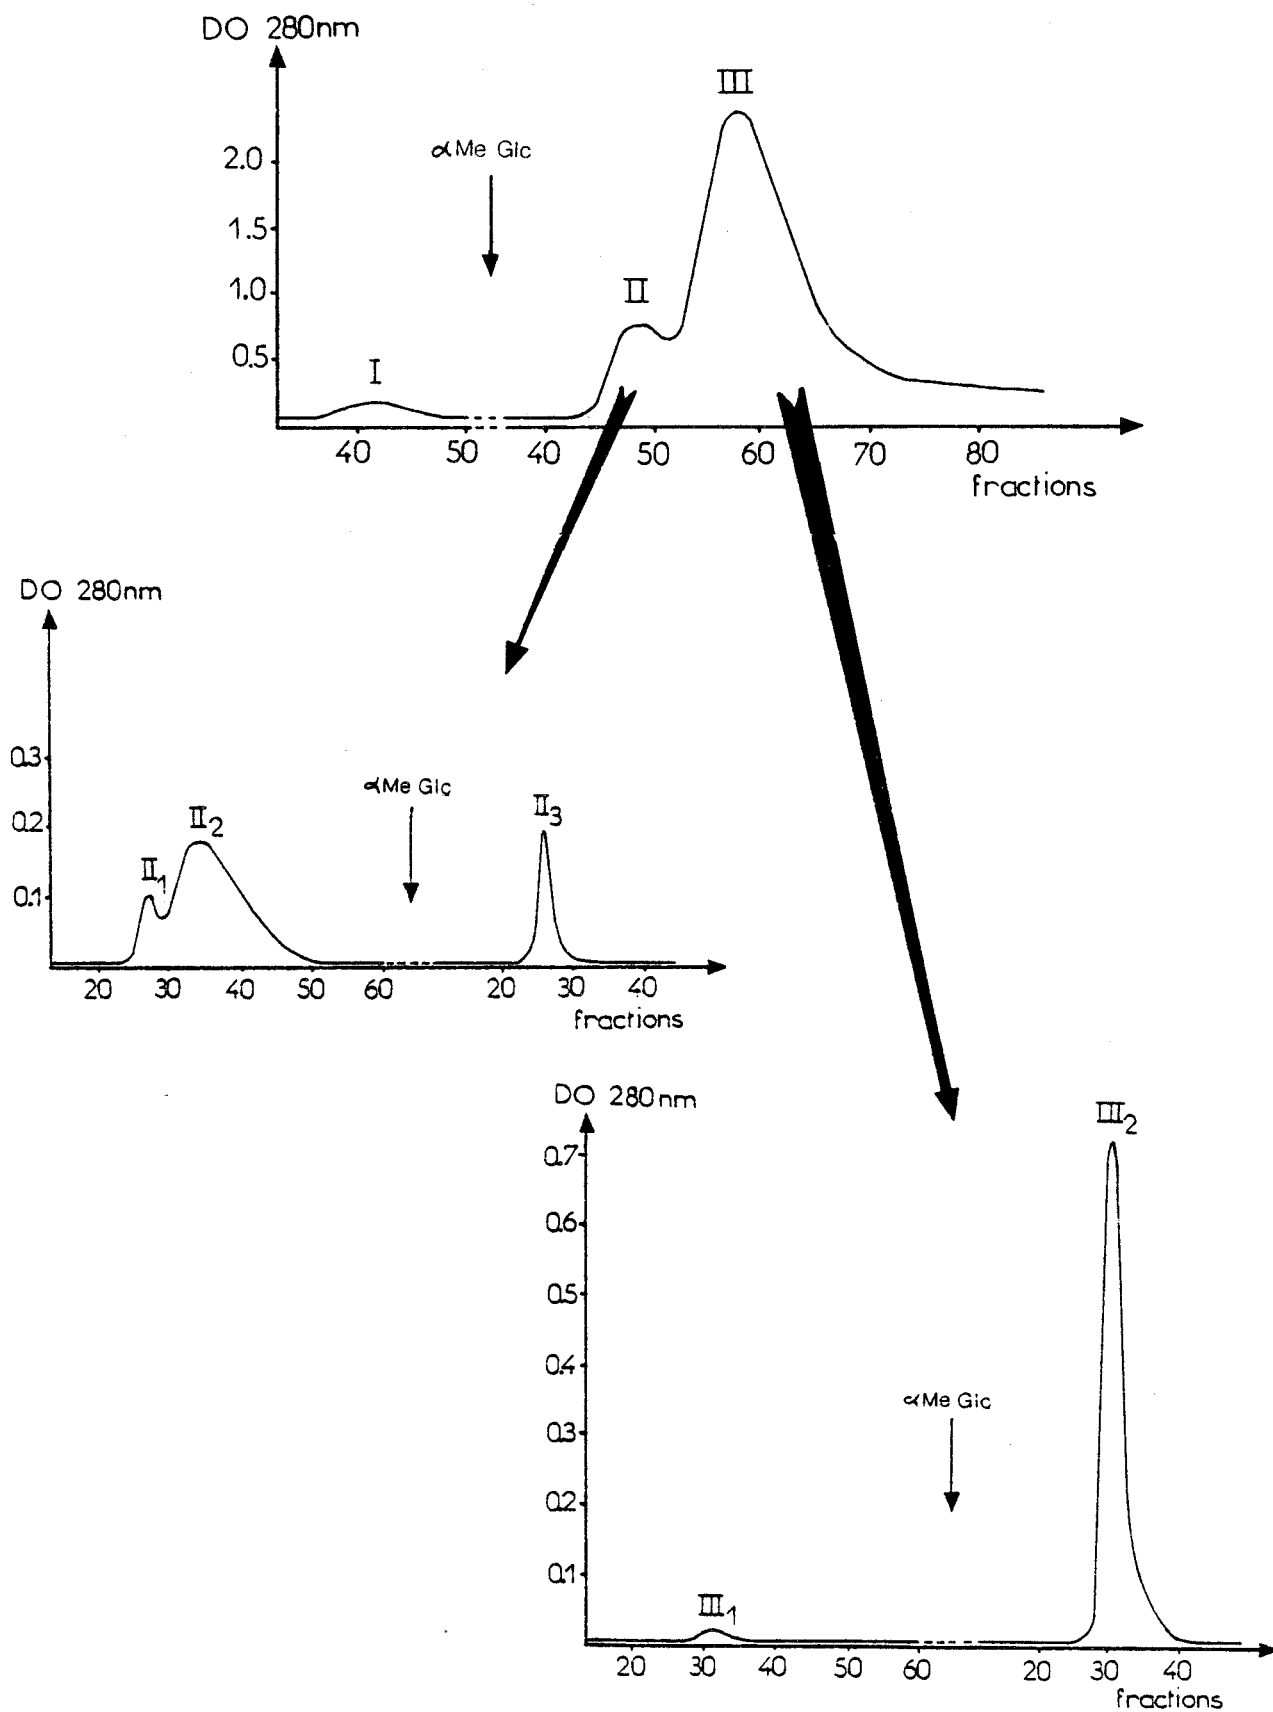 DO 280nm
III
αMe Glc
2.0
1.5
II
1.0
I
0.5
40 50 40 50 60 70 80
fractions
DO 280nm
0.3
αMe Glc
II3
II2
0.2
II1
0.1
20 30 40 50 60 20 30 40
fractions
DO 280nm
III2
0.7
0.6
0.5
0.4
αMe Glc
0.3
0.2
0.1
III1
20 30 40 50 60 20 30 40
fractions